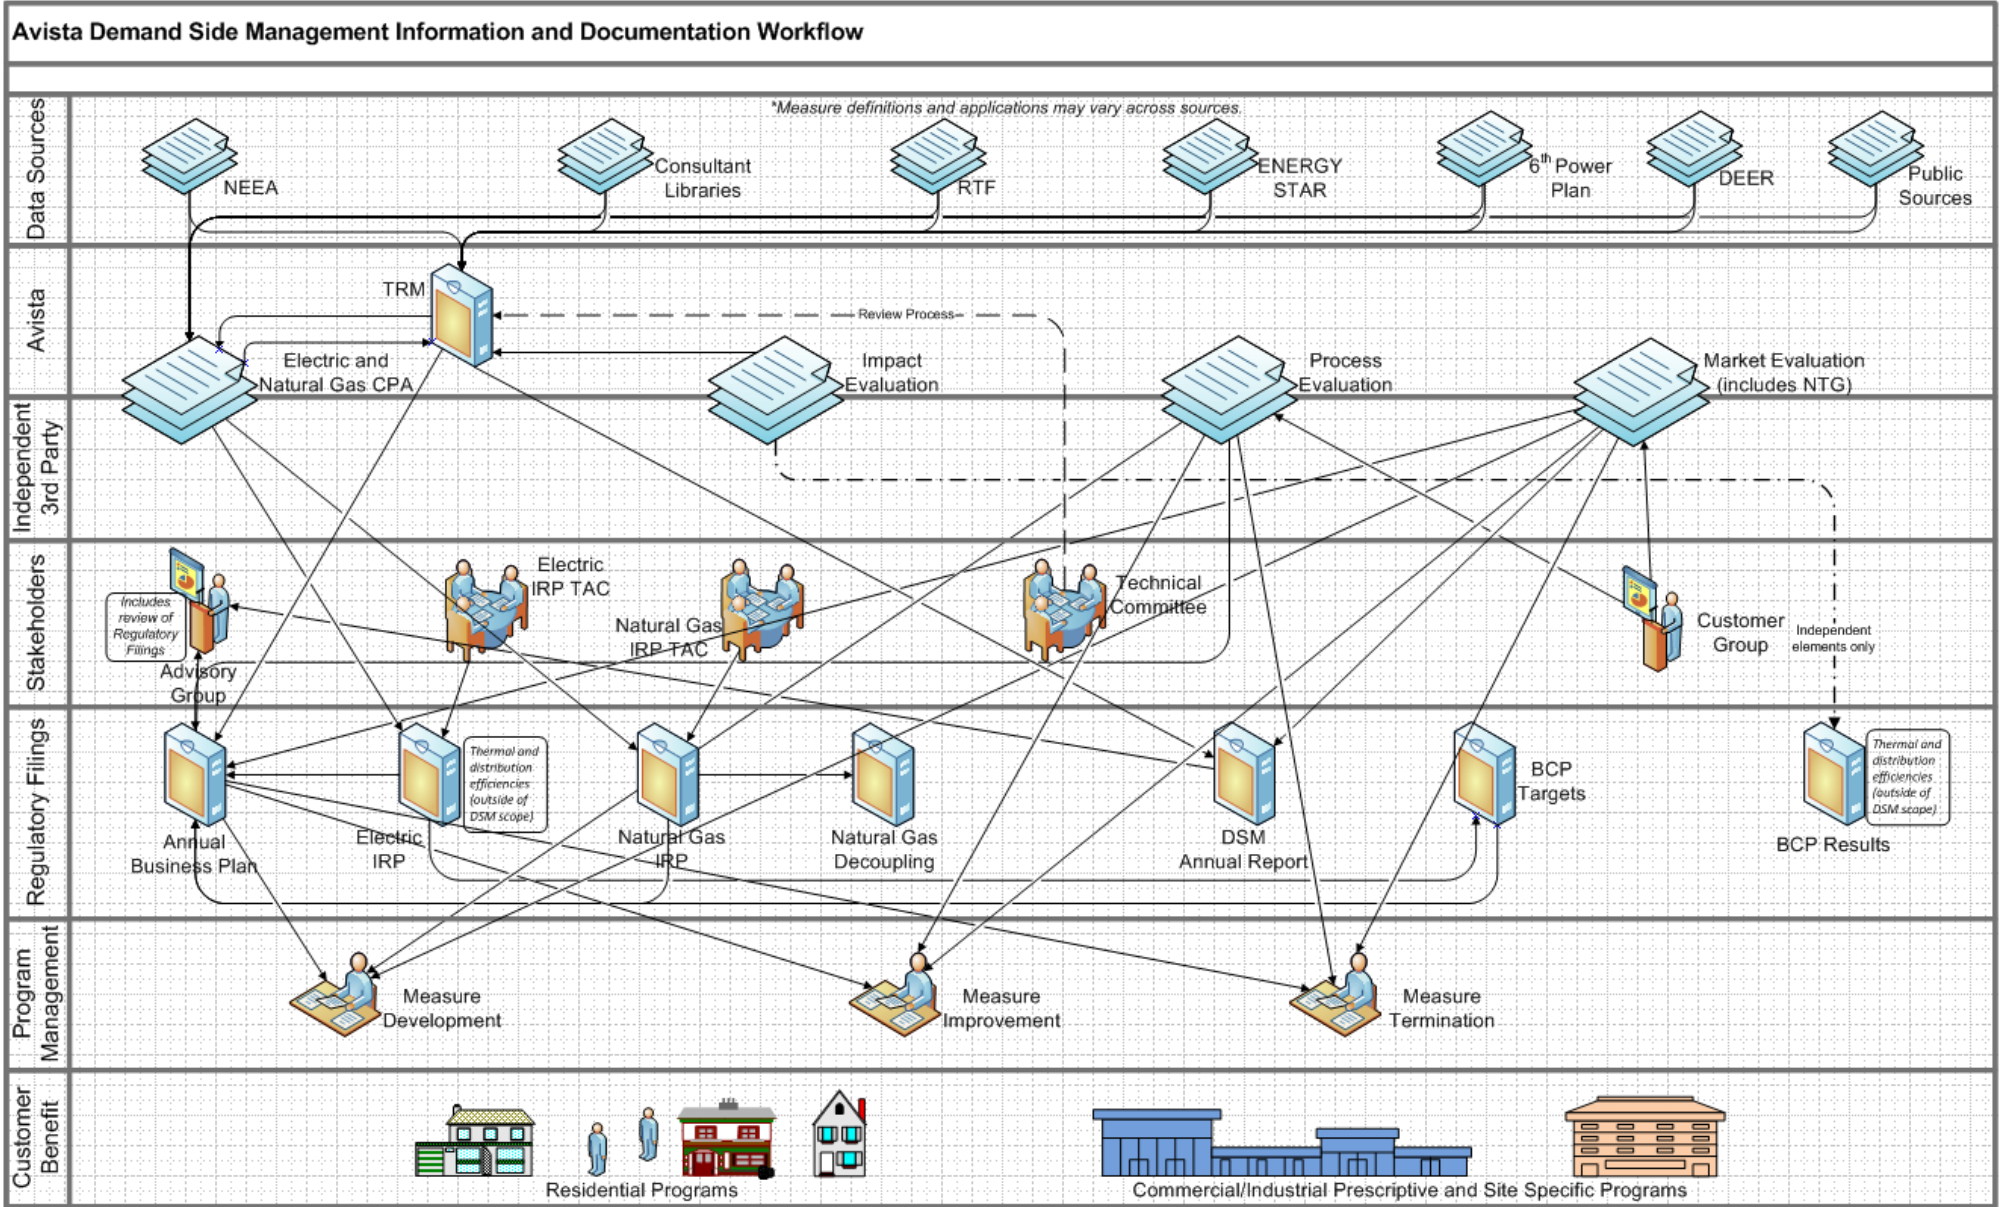 Avista Demand Side Management Information and Documentation Workflow
Data Sources
*Measure definitions and applications may vary across sources.
NEEA
Consultant
Libraries
RTF
ENERGY
STAR
6th Power
Plan
DEER
Public
Sources
Avista
TRM
Review Process
Electric and
Natural Gas CPA
Impact
Evaluation
Process
Evaluation
Market Evaluation
(includes NTG)
Independent
3rd Party
Stakeholders
Includes
review of
Regulatory
Filings
Advisory
Group
Electric
IRP TAC
Natural Gas
IRP TAC
Technical
Committee
Customer
Group
Independent
elements only
Regulatory Filings
Annual
Business Plan
Electric
IRP
Thermal and
distribution
efficiencies
(outside of
DSM scope)
Natural Gas
IRP
Natural Gas
Decoupling
DSM
Annual Report
BCP
Targets
BCP Results
Thermal and
distribution
efficiencies
(outside of
DSM scope)
Program
Management
Measure
Development
Measure
Improvement
Measure
Termination
Customer
Benefit
Residential Programs
Commercial/Industrial Prescriptive and Site Specific Programs